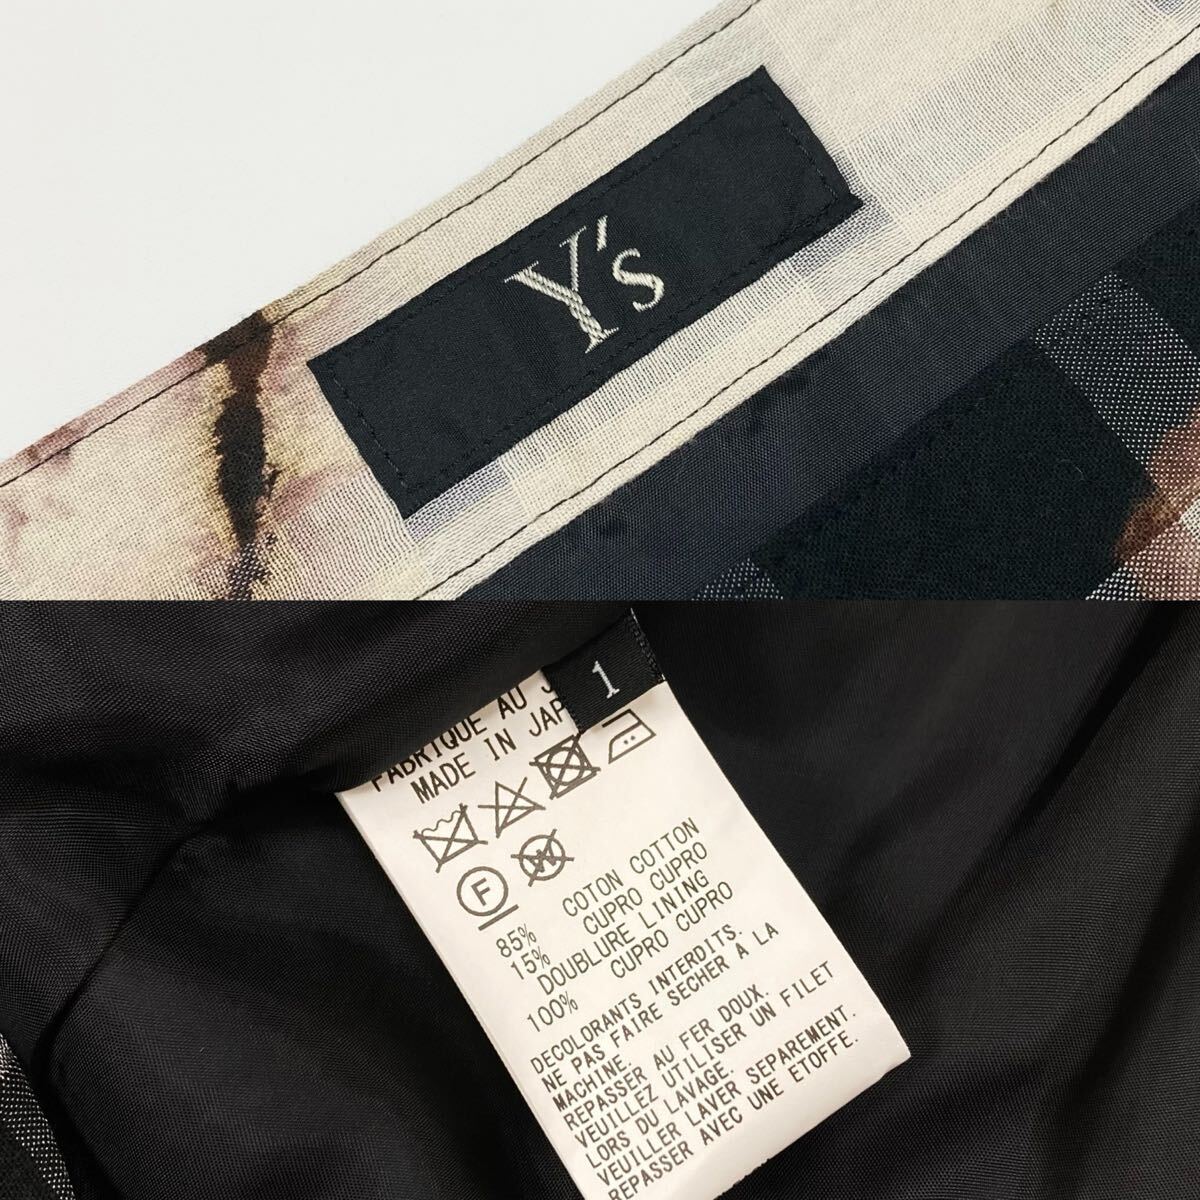 Y's
1
FABRIQUE AU
MADE IN
F
W
85% COTON COTTON
15% CUPRO CUPRO
DOUBLURE LINING
100% CUPRO CUPRO
DECOLORANTS INTERDITS.
NE PAS FAIRE SECHER A LA
MACHINE.
REPASSER AU FER DOUX.
VEUILLEZ UTILISER UN FILET
LORS DU LAVAGE.
VEUILLER LAVER SEPAREMENT.
REPASSER AVEC UNE ETOFFE.